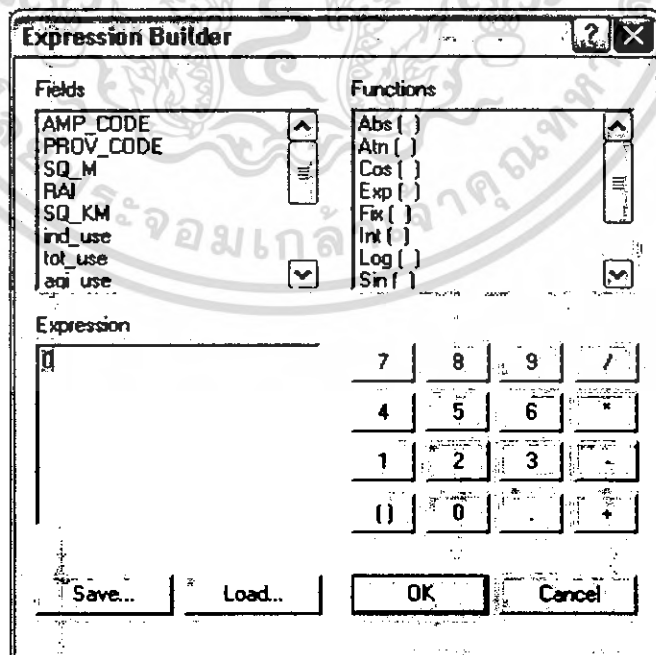 Expression Builder
?
Fields
AMP_CODE
PROV_CODE
SQ_M
RAI
SQ_KM
ind_use
tot_use
agi_use
Functions
Abs ( )
Atn ( )
Cos ( )
Exp ( )
Fix ( )
Int ( )
Log ( )
Sin ( )
Expression
0
7 8 9 /
4 5 6 *
1 2 3 -
( ) 0 . +
Save... Load... OK Cancel